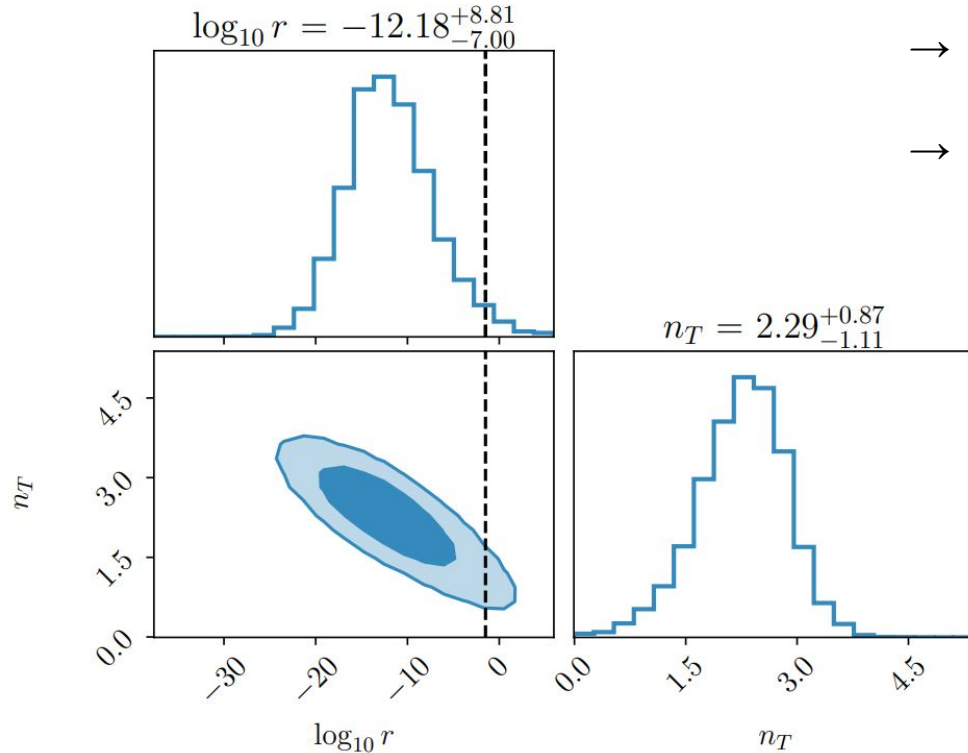 log₁₀ r = −12.18⁺⁸·⁸¹₋₇.₀₀
→
→
n_T = 2.29⁺⁰·⁸⁷₋₁.₁₁
4.5
3.0
1.5
0.0
n_T
−30
−20
−10
0
log₁₀ r
0.0
1.5
3.0
4.5
n_T